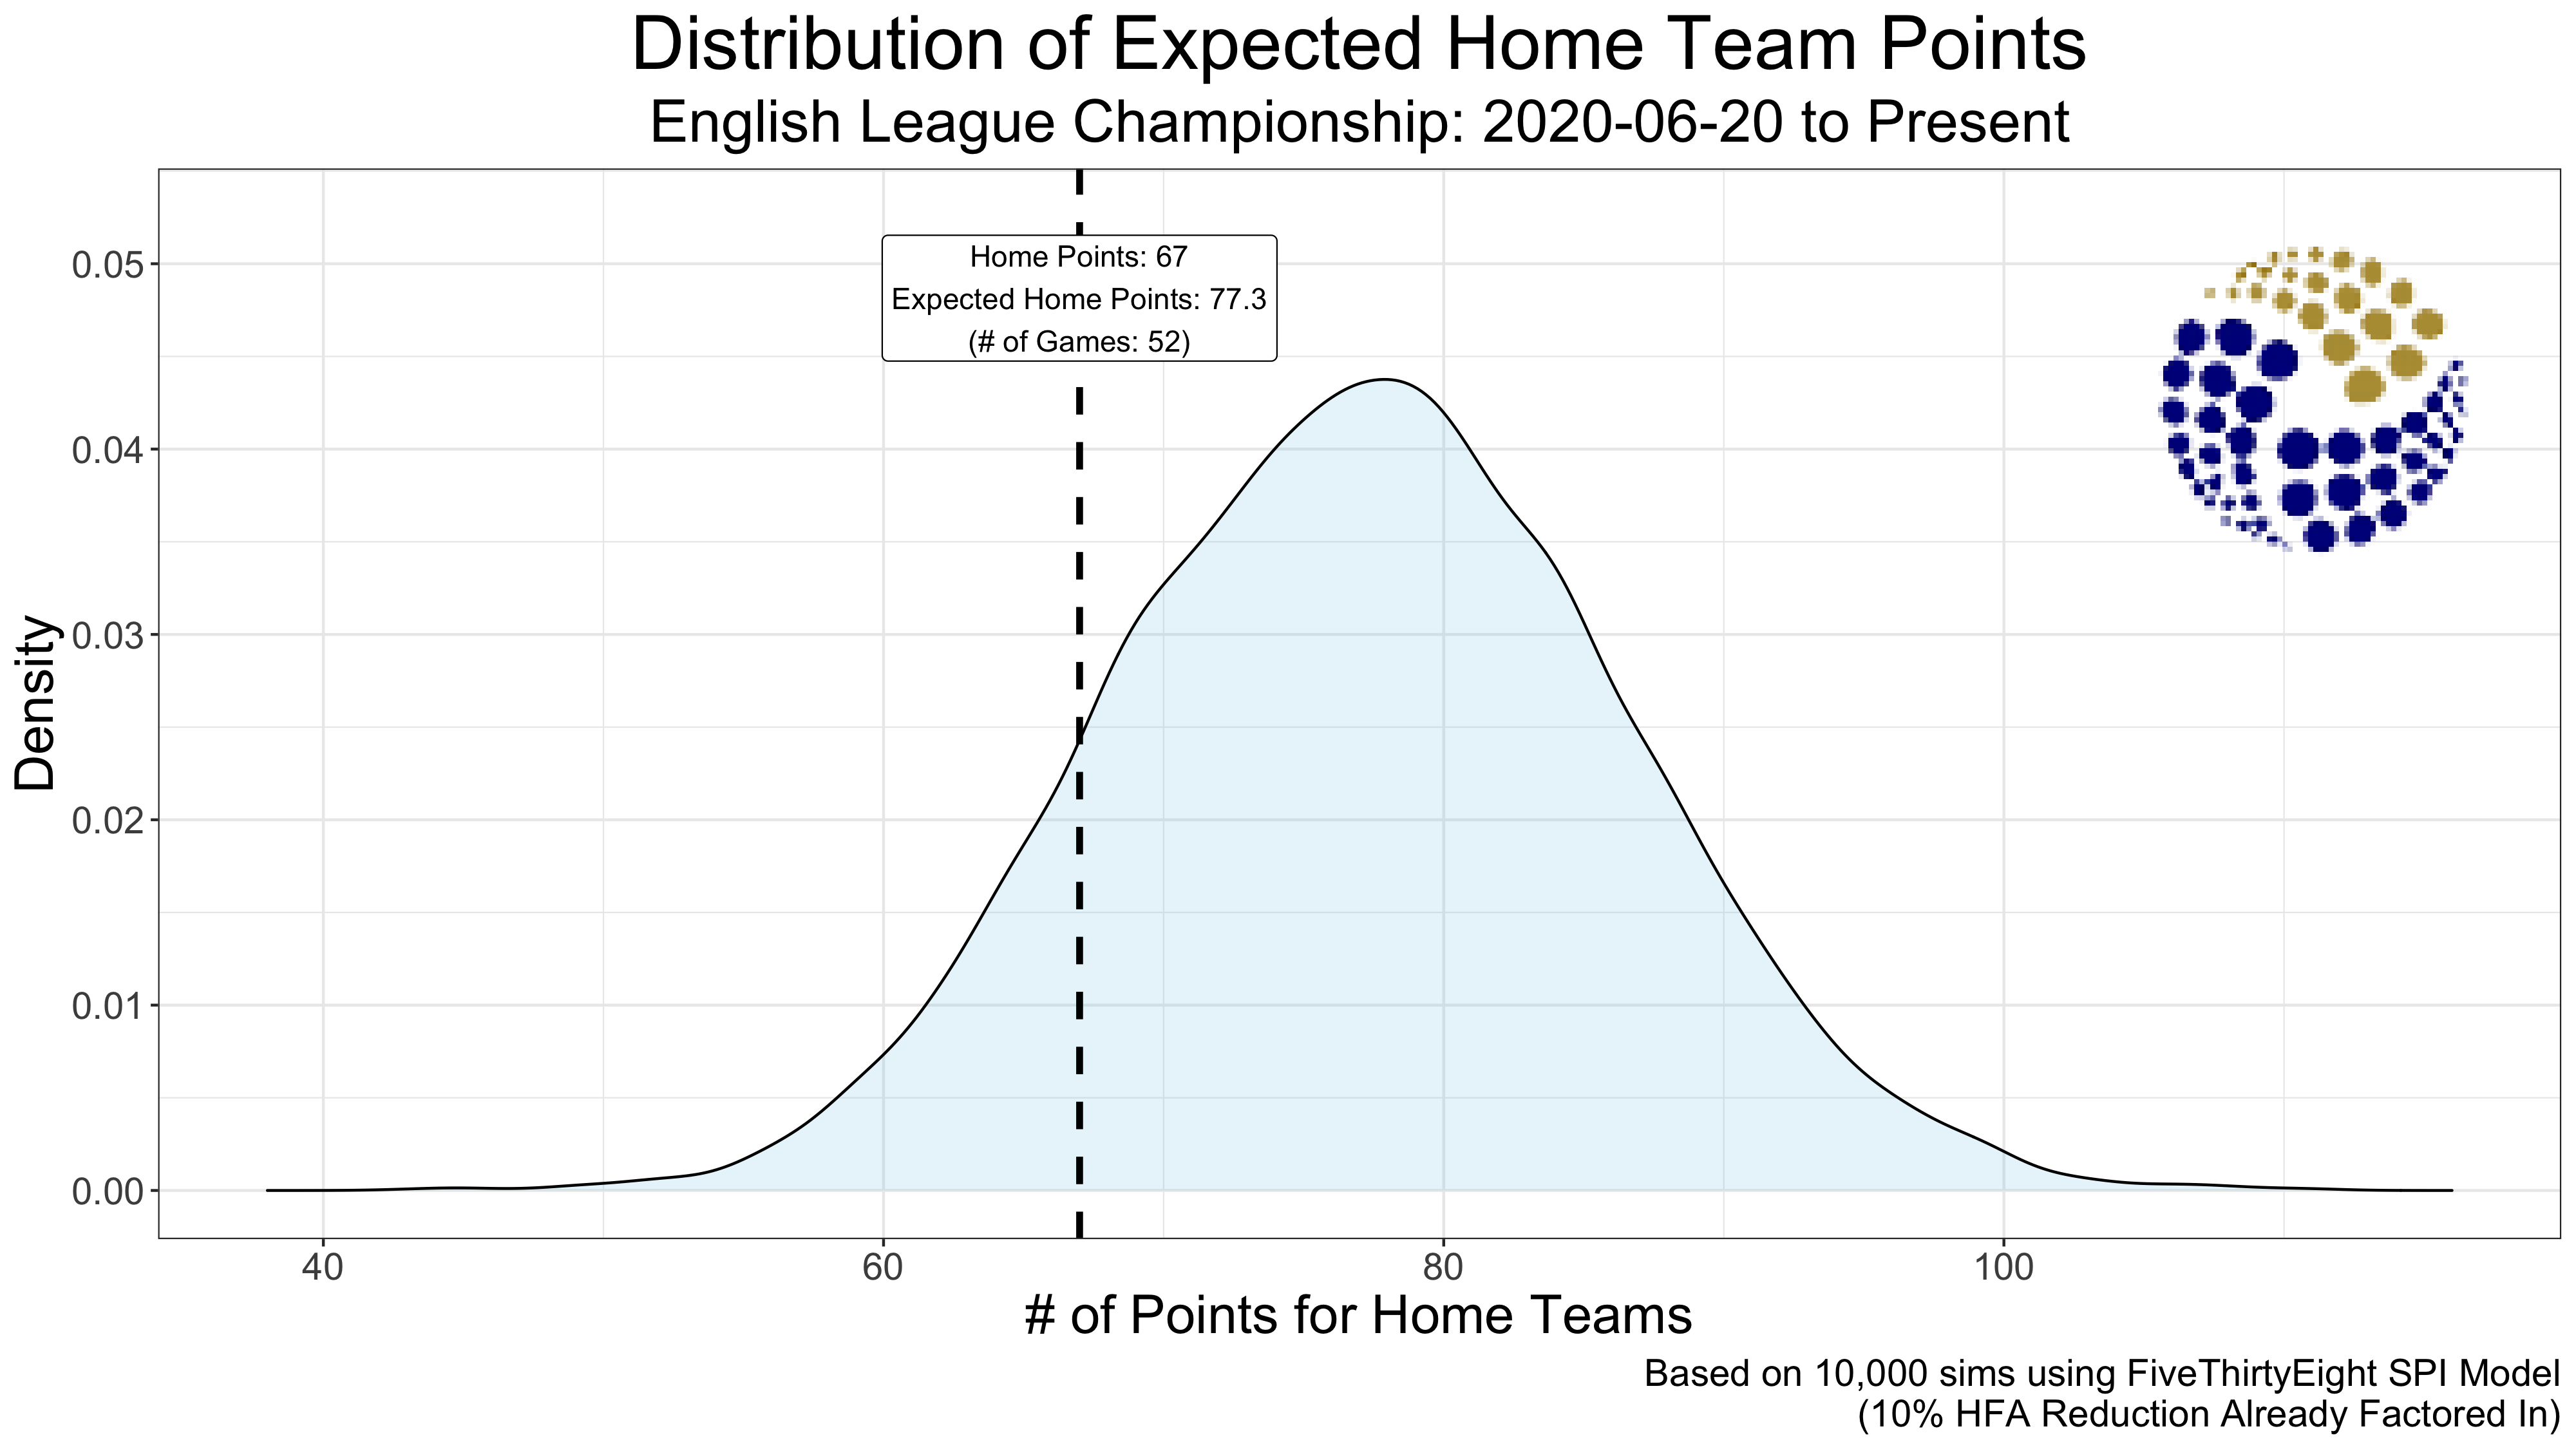 Distribution of Expected Home Team Points
English League Championship: 2020-06-20 to Present
Home Points: 67
Expected Home Points: 77.3
(# of Games: 52)
Density
0.05
0.04
0.03
0.02
0.01
0.00
40 60 80 100
# of Points for Home Teams
Based on 10,000 sims using FiveThirtyEight SPI Model
(10% HFA Reduction Already Factored In)